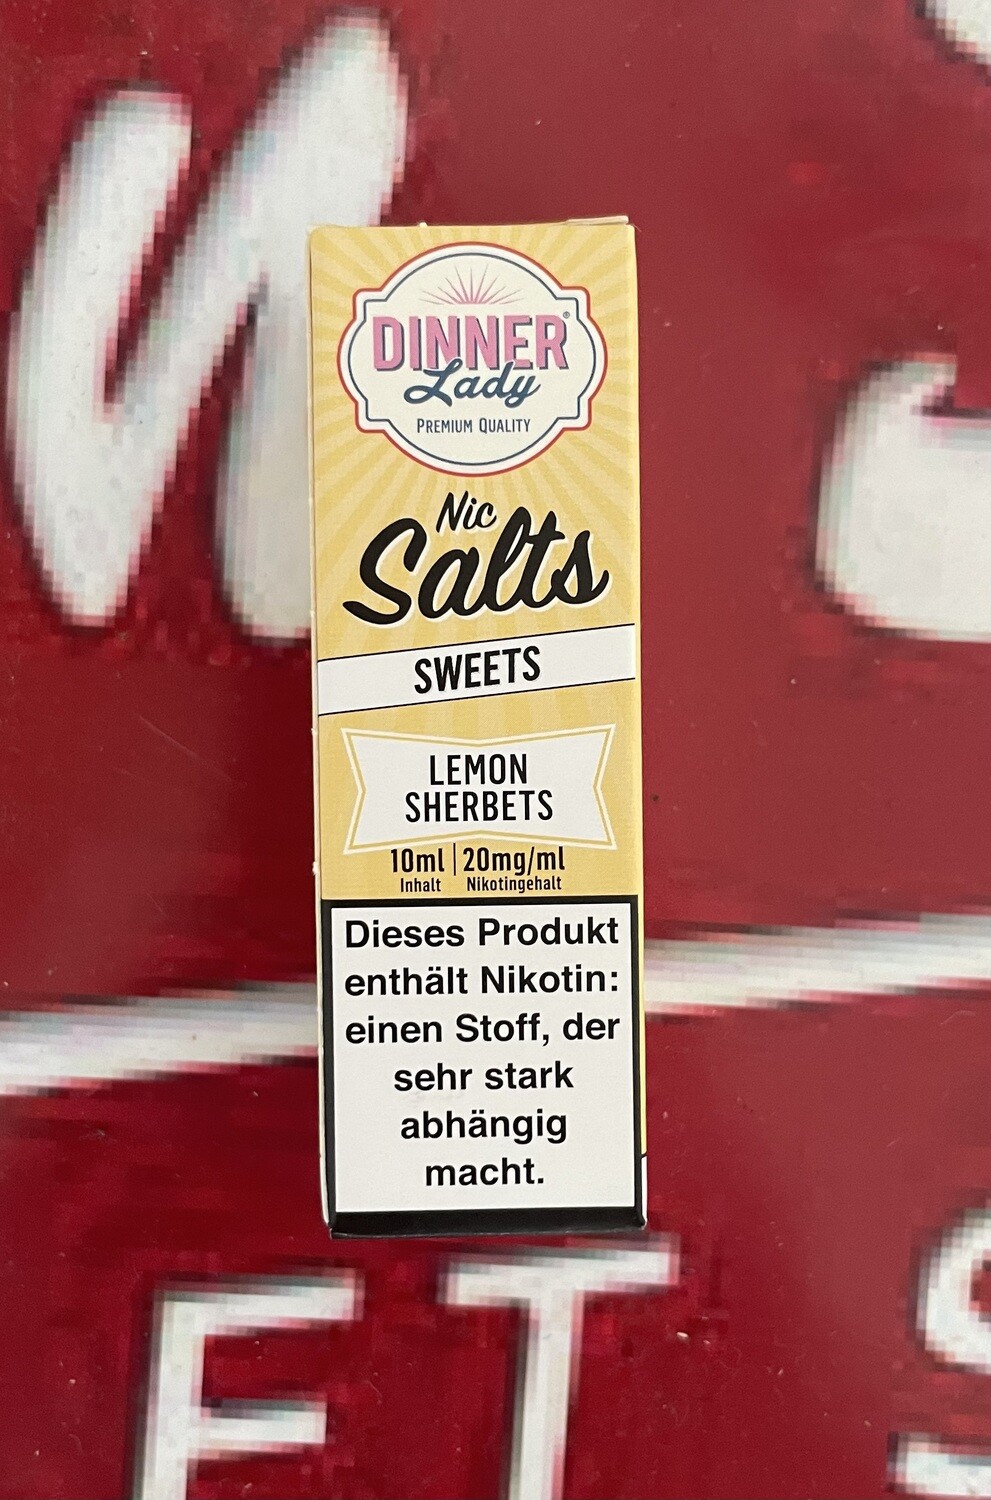 DINNER®
Lady
PREMIUM QUALITY
Nic
Salts
SWEETS
LEMON
SHERBETS
10ml | 20mg/ml
Inhalt Nikotingehalt
Dieses Produkt
enthält Nikotin:
einen Stoff, der
sehr stark
abhängig
macht.
ET